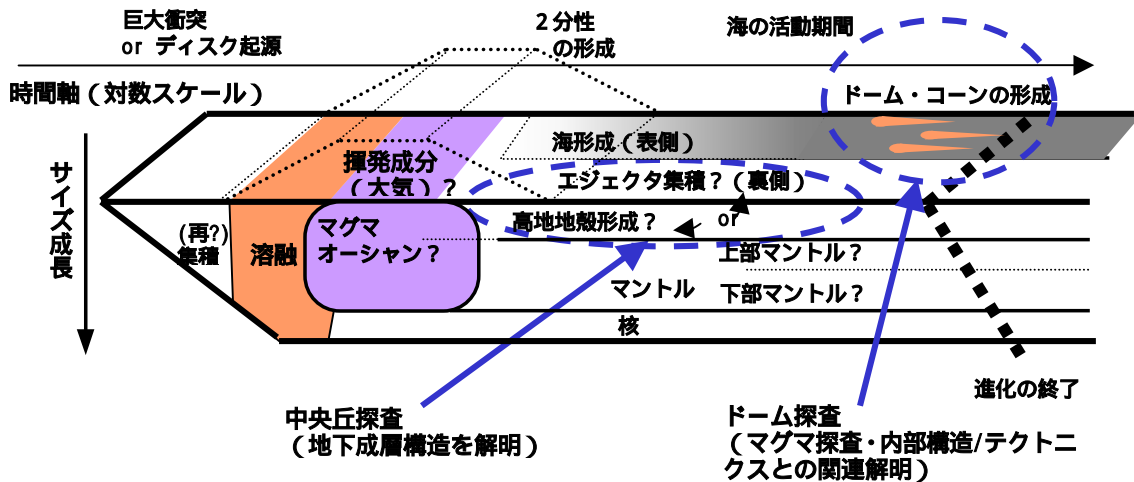 巨大衝突
or ディスク起源
2分性
の形成
海の活動期間
時間軸（対数スケール）
ドーム・コーンの形成
サイズ成長
揮発成分
（大気）？
海形成（表側）
エジェクタ集積？（裏側）
(再?)
集積
溶融
マグマ
オーシャン？
高地地殻形成？
or
上部マントル？
マントル
下部マントル？
核
進化の終了
中央丘探査
（地下成層構造を解明）
ドーム探査
（マグマ探査・内部構造/テクトニ
クスとの関連解明）